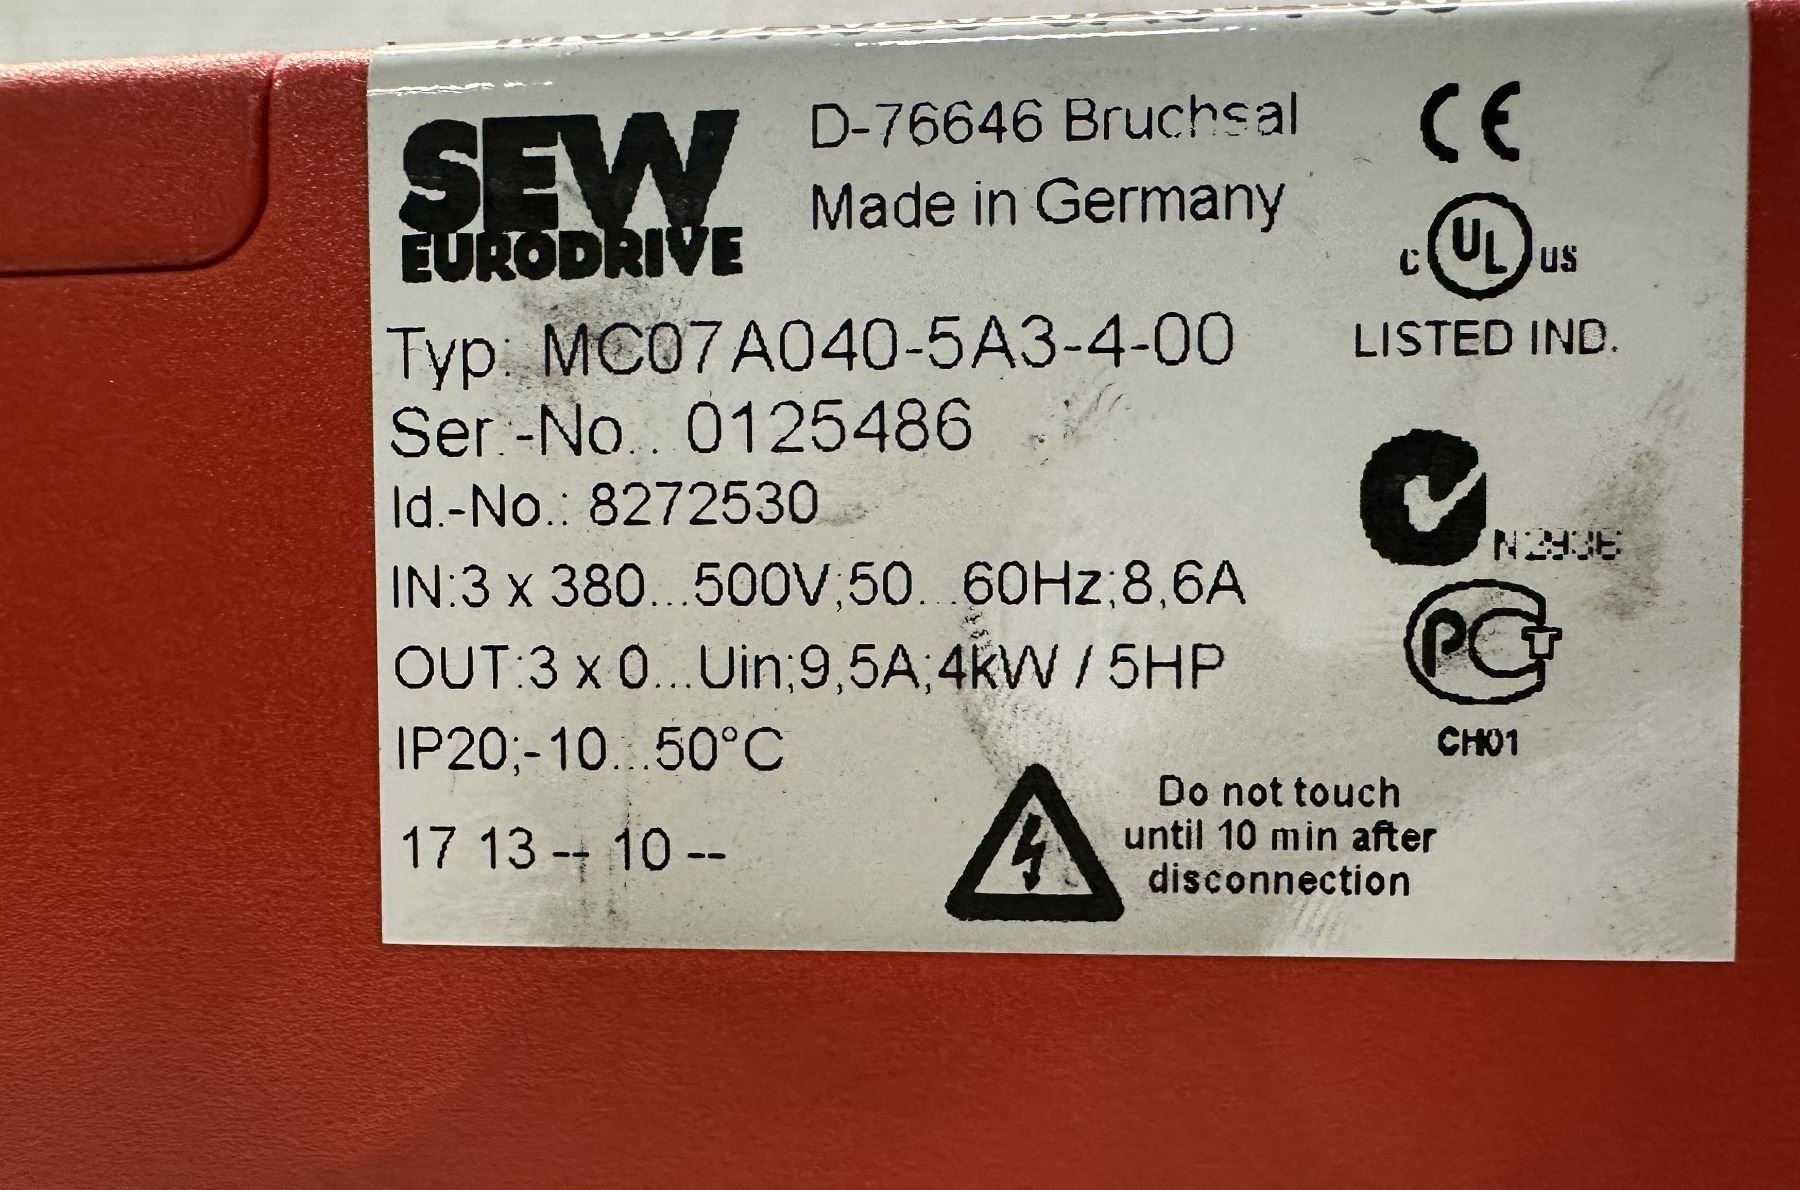 SEW
EURODRIVE
D-76646 Bruchsal
Made in Germany
CE
c UL us
LISTED IND.
Typ: MC07A040-5A3-4-00
Ser.-No.: 0125486
Id.-No.: 8272530
IN:3 x 380...500V;50...60Hz;8,6A
OUT:3 x 0...Uin;9,5A;4kW / 5HP
IP20;-10...50°C
17 13 -- 10 --
PCT
CH01
Do not touch
until 10 min after
disconnection